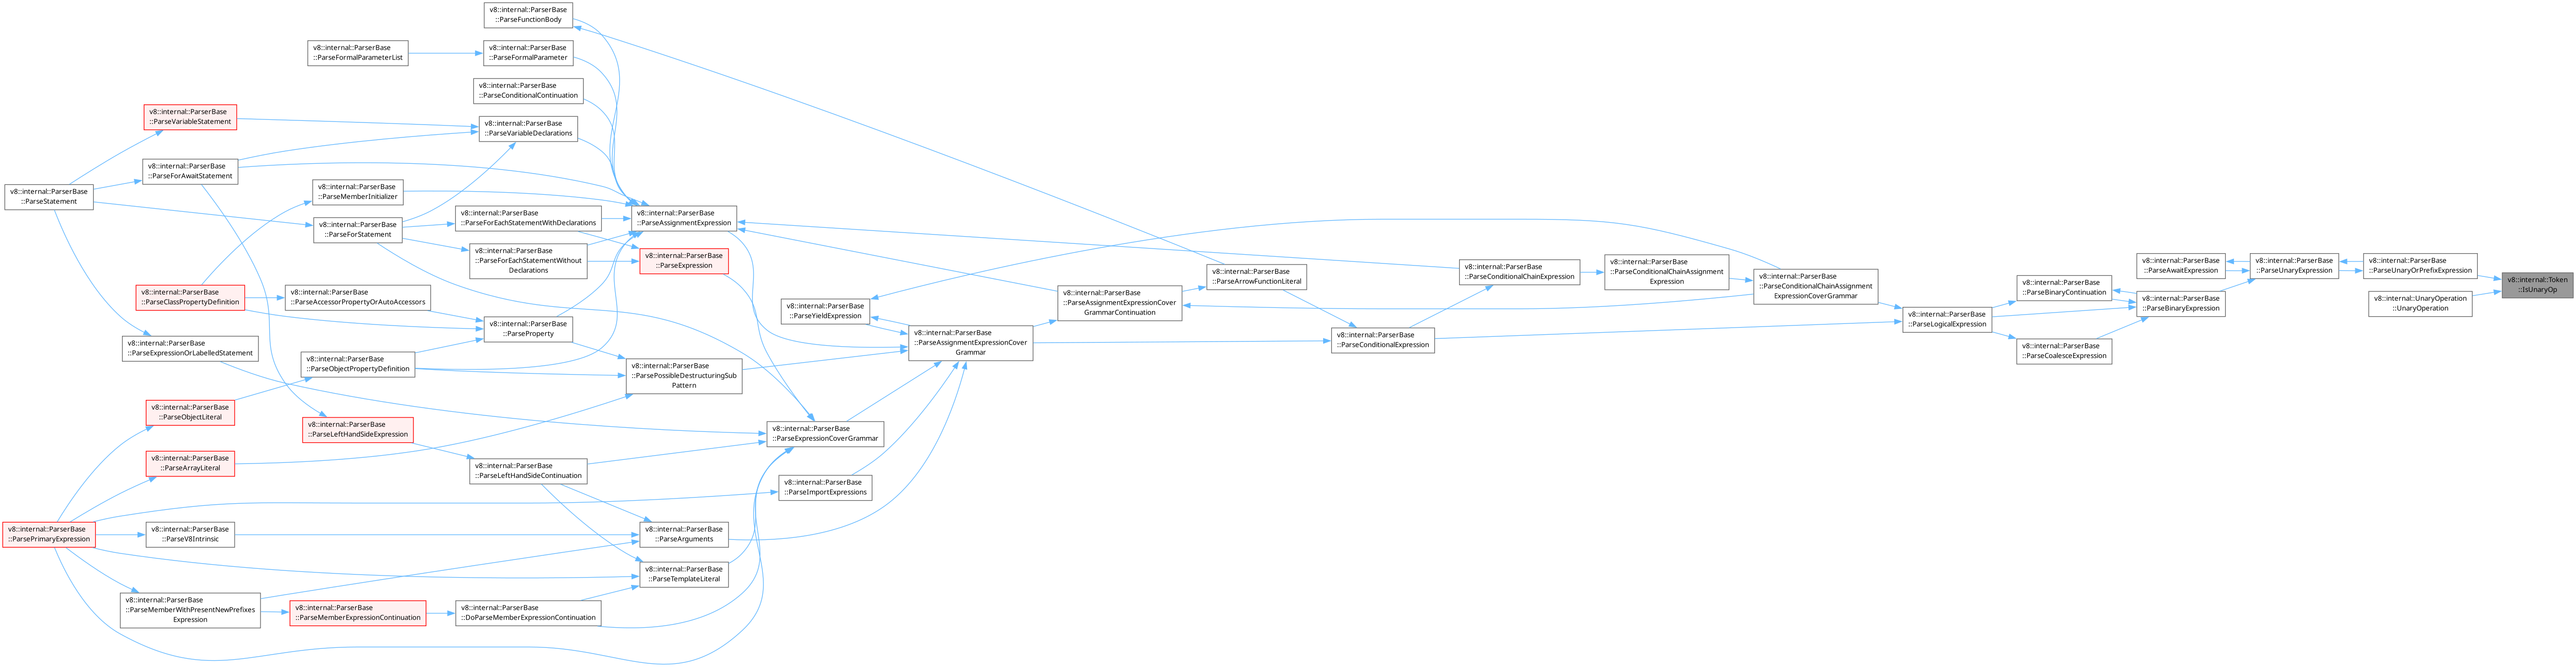 v8::internal::ParserBase
::ParseFunctionBody
v8::internal::ParserBase
::ParseFormalParameterList
v8::internal::ParserBase
::ParseFormalParameter
v8::internal::ParserBase
::ParseConditionalContinuation
v8::internal::ParserBase
::ParseVariableStatement
v8::internal::ParserBase
::ParseVariableDeclarations
v8::internal::ParserBase
::ParseForAwaitStatement
v8::internal::ParserBase
::ParseStatement
v8::internal::ParserBase
::ParseMemberInitializer
v8::internal::ParserBase
::ParseForStatement
v8::internal::ParserBase
::ParseForEachStatementWithDeclarations
v8::internal::ParserBase
::ParseAssignmentExpression
v8::internal::ParserBase
::ParseForEachStatementWithout
Declarations
v8::internal::ParserBase
::ParseExpression
v8::internal::ParserBase
::ParseClassPropertyDefinition
v8::internal::ParserBase
::ParseAccessorPropertyOrAutoAccessors
v8::internal::ParserBase
::ParseProperty
v8::internal::ParserBase
::ParseExpressionOrLabelledStatement
v8::internal::ParserBase
::ParseObjectPropertyDefinition
v8::internal::ParserBase
::ParsePossibleDestructuringSub
Pattern
v8::internal::ParserBase
::ParseObjectLiteral
v8::internal::ParserBase
::ParseLeftHandSideExpression
v8::internal::ParserBase
::ParseArrayLiteral
v8::internal::ParserBase
::ParseLeftHandSideContinuation
v8::internal::ParserBase
::ParsePrimaryExpression
v8::internal::ParserBase
::ParseV8Intrinsic
v8::internal::ParserBase
::ParseArguments
v8::internal::ParserBase
::ParseTemplateLiteral
v8::internal::ParserBase
::ParseMemberWithPresentNewPrefixes
Expression
v8::internal::ParserBase
::ParseMemberExpressionContinuation
v8::internal::ParserBase
::DoParseMemberExpressionContinuation
v8::internal::ParserBase
::ParseYieldExpression
v8::internal::ParserBase
::ParseAssignmentExpressionCover
Grammar
v8::internal::ParserBase
::ParseExpressionCoverGrammar
v8::internal::ParserBase
::ParseImportExpressions
v8::internal::ParserBase
::ParseAssignmentExpressionCover
GrammarContinuation
v8::internal::ParserBase
::ParseArrowFunctionLiteral
v8::internal::ParserBase
::ParseConditionalExpression
v8::internal::ParserBase
::ParseConditionalChainExpression
v8::internal::ParserBase
::ParseConditionalChainAssignment
Expression
v8::internal::ParserBase
::ParseConditionalChainAssignment
ExpressionCoverGrammar
v8::internal::ParserBase
::ParseLogicalExpression
v8::internal::ParserBase
::ParseBinaryContinuation
v8::internal::ParserBase
::ParseCoalesceExpression
v8::internal::ParserBase
::ParseAwaitExpression
v8::internal::ParserBase
::ParseBinaryExpression
v8::internal::ParserBase
::ParseUnaryExpression
v8::internal::ParserBase
::ParseUnaryOrPrefixExpression
v8::internal::UnaryOperation
::UnaryOperation
v8::internal::Token
::IsUnaryOp